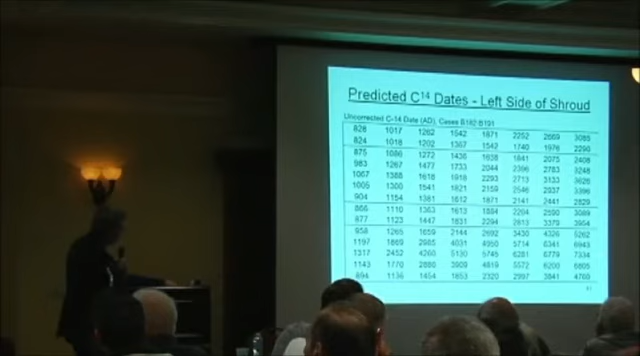 Predicted C14 Dates - Left Side of Shroud
Uncorrected C-14 Date (AD), Cases B182-B191
828 1017 1262 1542 1871 2252 2669 3085
824 1018 1202 1367 1542 1740 1976 2290
875 1086 1272 1436 1638 1841 2075 2408
983 1267 1477 1733 2044 2386 2783 3248
1067 1388 1618 1918 2293 2713 3133 3626
1005 1300 1541 1821 2159 2546 2937 3396
904 1154 1381 1612 1871 2141 2441 2829
866 1110 1363 1613 1884 2204 2590 3089
877 1123 1447 1831 2294 2813 3379 3954
958 1265 1659 2144 2692 3430 4326 5262
1197 1869 2985 4031 4950 5714 6341 6943
1317 2452 4260 5130 5745 6281 6779 7334
1143 1770 2880 3909 4819 5572 6200 6805
894 1136 1454 1853 2320 2997 3841 4760